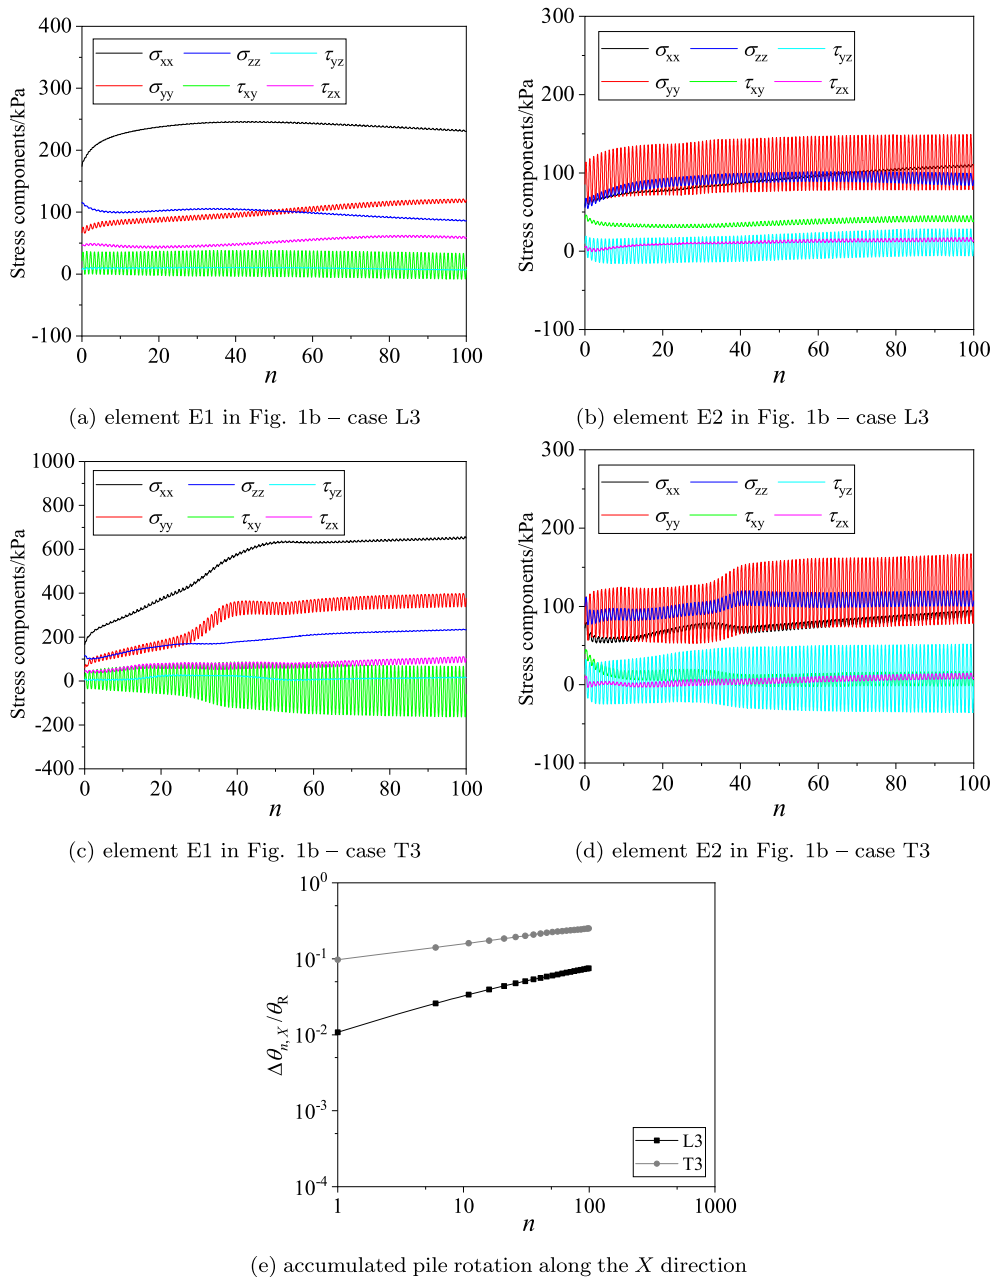 400
300
200
100
0
-100
Stress components/kPa
σxx σzz τyz
σyy τxy τzx
0 20 40 60 80 100
n
(a) element E1 in Fig. 1b – case L3
300
200
100
0
-100
Stress components/kPa
σxx σzz τyz
σyy τxy τzx
0 20 40 60 80 100
n
(b) element E2 in Fig. 1b – case L3
1000
800
600
400
200
0
-200
-400
Stress components/kPa
σxx σzz τyz
σyy τxy τzx
0 20 40 60 80 100
n
(c) element E1 in Fig. 1b – case T3
300
200
100
0
-100
Stress components/kPa
σxx σzz τyz
σyy τxy τzx
0 20 40 60 80 100
n
(d) element E2 in Fig. 1b – case T3
10⁰
10⁻¹
10⁻²
10⁻³
10⁻⁴
Δθn,X/θR
L3
T3
1 10 100 1000
n
(e) accumulated pile rotation along the X direction